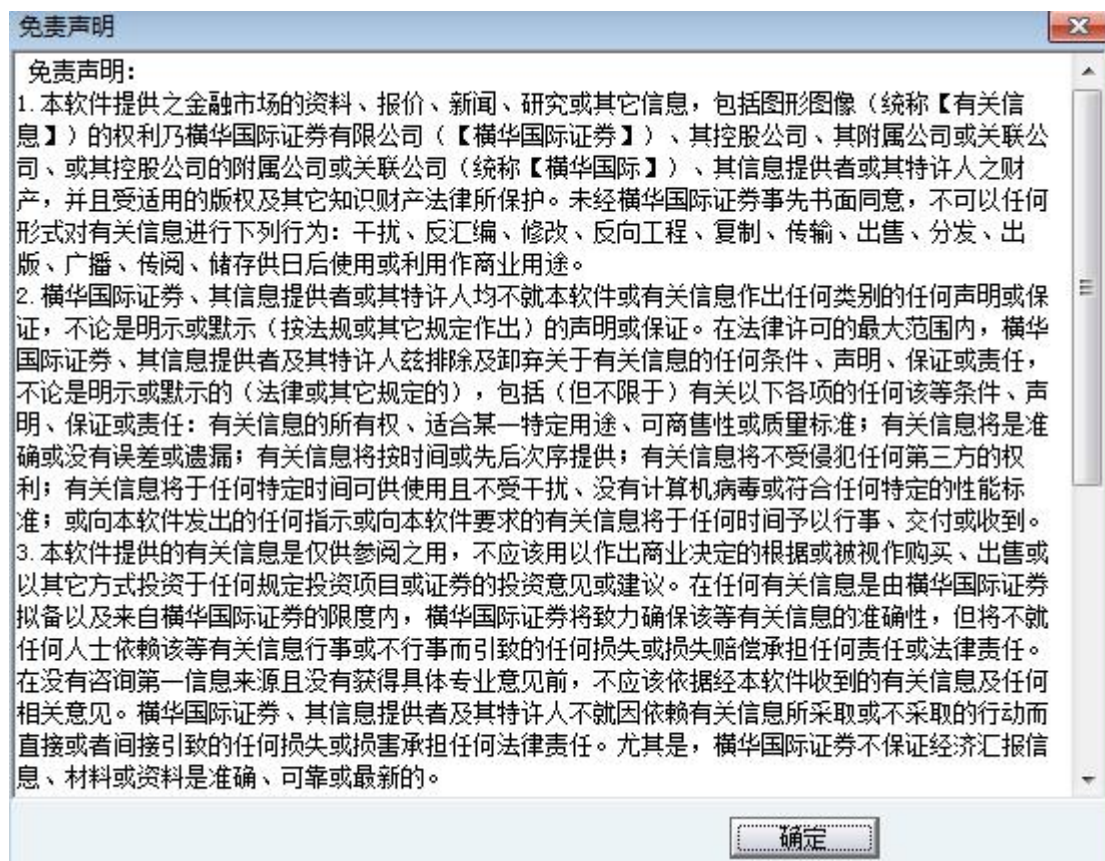 免责声明
免责声明:
1.本软件提供之金融市场的资料、报价、新闻、研究或其它信息，包括图形图像（统称【有关信
息】）的权利乃横华国际证券有限公司（【横华国际证券】）、其控股公司、其附属公司或关联公
司、或其控股公司的附属公司或关联公司（统称【横华国际】）、其信息提供者或其特许人之财
产，并且受适用的版权及其它知识财产法律所保护。未经横华国际证券事先书面同意，不可以任何
形式对有关信息进行下列行为：干扰、反汇编、修改、反向工程、复制、传输、出售、分发、出
版、广播、传阅、储存供日后使用或利用作商业用途。
2.横华国际证券、其信息提供者或其特许人均不就本软件或有关信息作出任何类别的任何声明或保
证，不论是明示或默示（按法规或其它规定作出）的声明或保证。在法律许可的最大范围内，横华
国际证券、其信息提供者及其特许人兹排除及卸弃关于有关信息的任何条件、声明、保证或责任，
不论是明示或默示的（法律或其它规定的），包括（但不限于）有关以下各项的任何该等条件、声
明、保证或责任：有关信息的所有权、适合某一特定用途、可商售性或质量标准；有关信息将是准
确或没有误差或遗漏；有关信息将按时间或先后次序提供；有关信息将不受侵犯任何第三方的权
利；有关信息将于任何特定时间可供使用且不受干扰、没有计算机病毒或符合任何特定的性能标
准；或向本软件发出的任何指示或向本软件要求的有关信息将于任何时间予以行事、交付或收到。
3.本软件提供的有关信息是仅供参阅之用，不应该用以作出商业决定的根据或被视作购买、出售或
以其它方式投资于任何规定投资项目或证券的投资意见或建议。在任何有关信息是由横华国际证券
拟备以及来自横华国际证券的限度内，横华国际证券将致力确保该等有关信息的准确性，但将不就
任何人士依赖该等有关信息行事或不行事而引致的任何损失或损失赔偿承担任何责任或法律责任。
在没有咨询第一信息来源且没有获得具体专业意见前，不应该依据经本软件收到的有关信息及任何
相关意见。横华国际证券、其信息提供者及其特许人不就因依赖有关信息所采取或不采取的行动而
直接或者间接引致的任何损失或损害承担任何法律责任。尤其是，横华国际证券不保证经济汇报信
息、材料或资料是准确、可靠或最新的。
确定